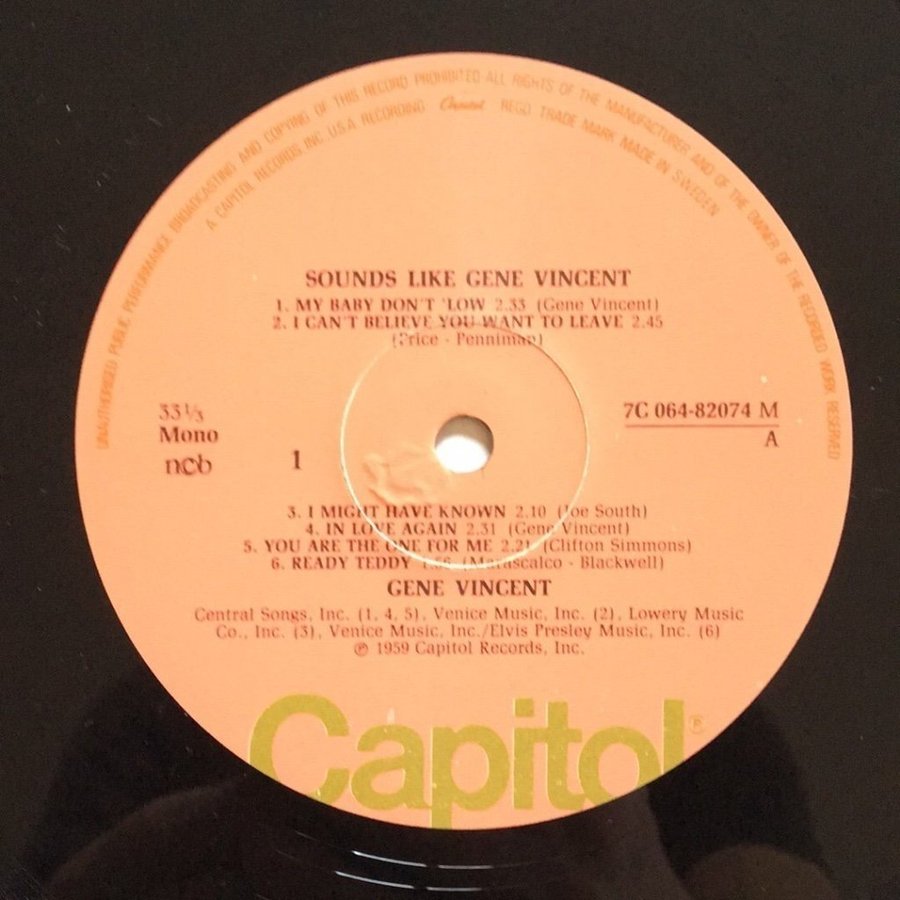 UNAUTHORISED PUBLIC PERFORMANCE BROADCASTING AND COPYING OF THIS RECORD PROHIBITED ALL RIGHTS OF THE MANUFACTURER AND OF THE OWNER OF THE RECORDED WORK RESERVED
A CAPITOL RECORDS INC. U.S.A RECORDING Capitol REGD TRADE MARK MADE IN SWEDEN
SOUNDS LIKE GENE VINCENT
1. MY BABY DON'T 'LOW 2.33 (Gene Vincent)
2. I CAN'T BELIEVE YOU WANT TO LEAVE 2.45
(Price - Penniman)
33⅓
Mono
ncb
1
7C 064-82074 M
A
3. I MIGHT HAVE KNOWN 2.10 (Joe South)
4. IN LOVE AGAIN 2.31 (Gene Vincent)
5. YOU ARE THE ONE FOR ME 2.21 (Clifton Simmons)
6. READY TEDDY 1.56 (Marascalco - Blackwell)
GENE VINCENT
Central Songs, Inc. (1, 4, 5), Venice Music, Inc. (2), Lowery Music
Co., Inc. (3), Venice Music, Inc./Elvis Presley Music, Inc. (6)
℗ 1959 Capitol Records, Inc.
Capitol®